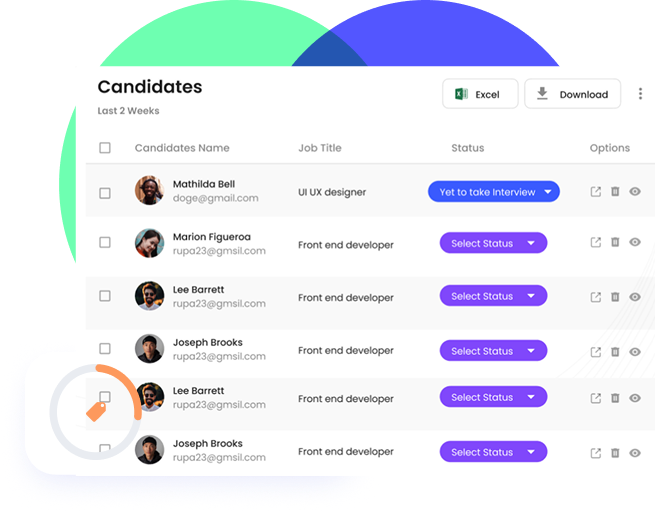 Candidates
Last 2 Weeks
Excel
Download
Candidates Name Job Title Status Options
Mathilda Bell
doge@gmail.com
UI UX designer
Yet to take Interview
Marion Figueroa
rupa23@gmsil.com
Front end developer
Select Status
Lee Barrett
rupa23@gmsil.com
Front end developer
Select Status
Joseph Brooks
rupa23@gmsil.com
Front end developer
Select Status
Lee Barrett
rupa23@gmsil.com
Front end developer
Select Status
Joseph Brooks
rupa23@gmsil.com
Front end developer
Select Status